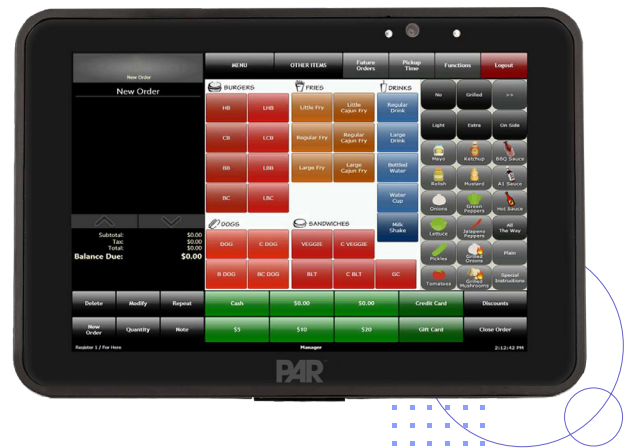 New Order
MENU
OTHER ITEMS
Future
Orders
Pickup
Time
Functions
Logout
New Order
BURGERS
FRIES
DRINKS
HB
LHB
Little Fry
Little
Cajun Fry
Regular
Drink
No
Grilled
>>
CB
LCB
Regular Fry
Regular
Cajun Fry
Large
Drink
Light
Extra
On Side
BB
LBB
Large Fry
Large
Cajun Fry
Bottled
Water
Mayo
Ketchup
BBQ Sauce
Relish
Mustard
A1 Sauce
BC
LBC
Water
Cup
Onions
Green
Peppers
Hot Sauce
DOGS
SANDWICHES
Milk
Shake
Lettuce
Jalapeno
Peppers
All
The Way
Subtotal: $0.00
Tax: $0.00
Total: $0.00
Balance Due: $0.00
DOG
C DOG
VEGGIE
C VEGGIE
Pickles
Grilled
Onions
Plain
B DOG
BC DOG
BLT
C BLT
GC
Tomatoes
Grilled
Mushrooms
Special
Instructions
Delete
Modify
Repeat
Cash
$0.00
$0.00
Credit Card
Discounts
New
Order
Quantity
Note
$5
$10
$20
Gift Card
Close Order
Register 1 / For Here
Manager
2:12:42 PM
PAR